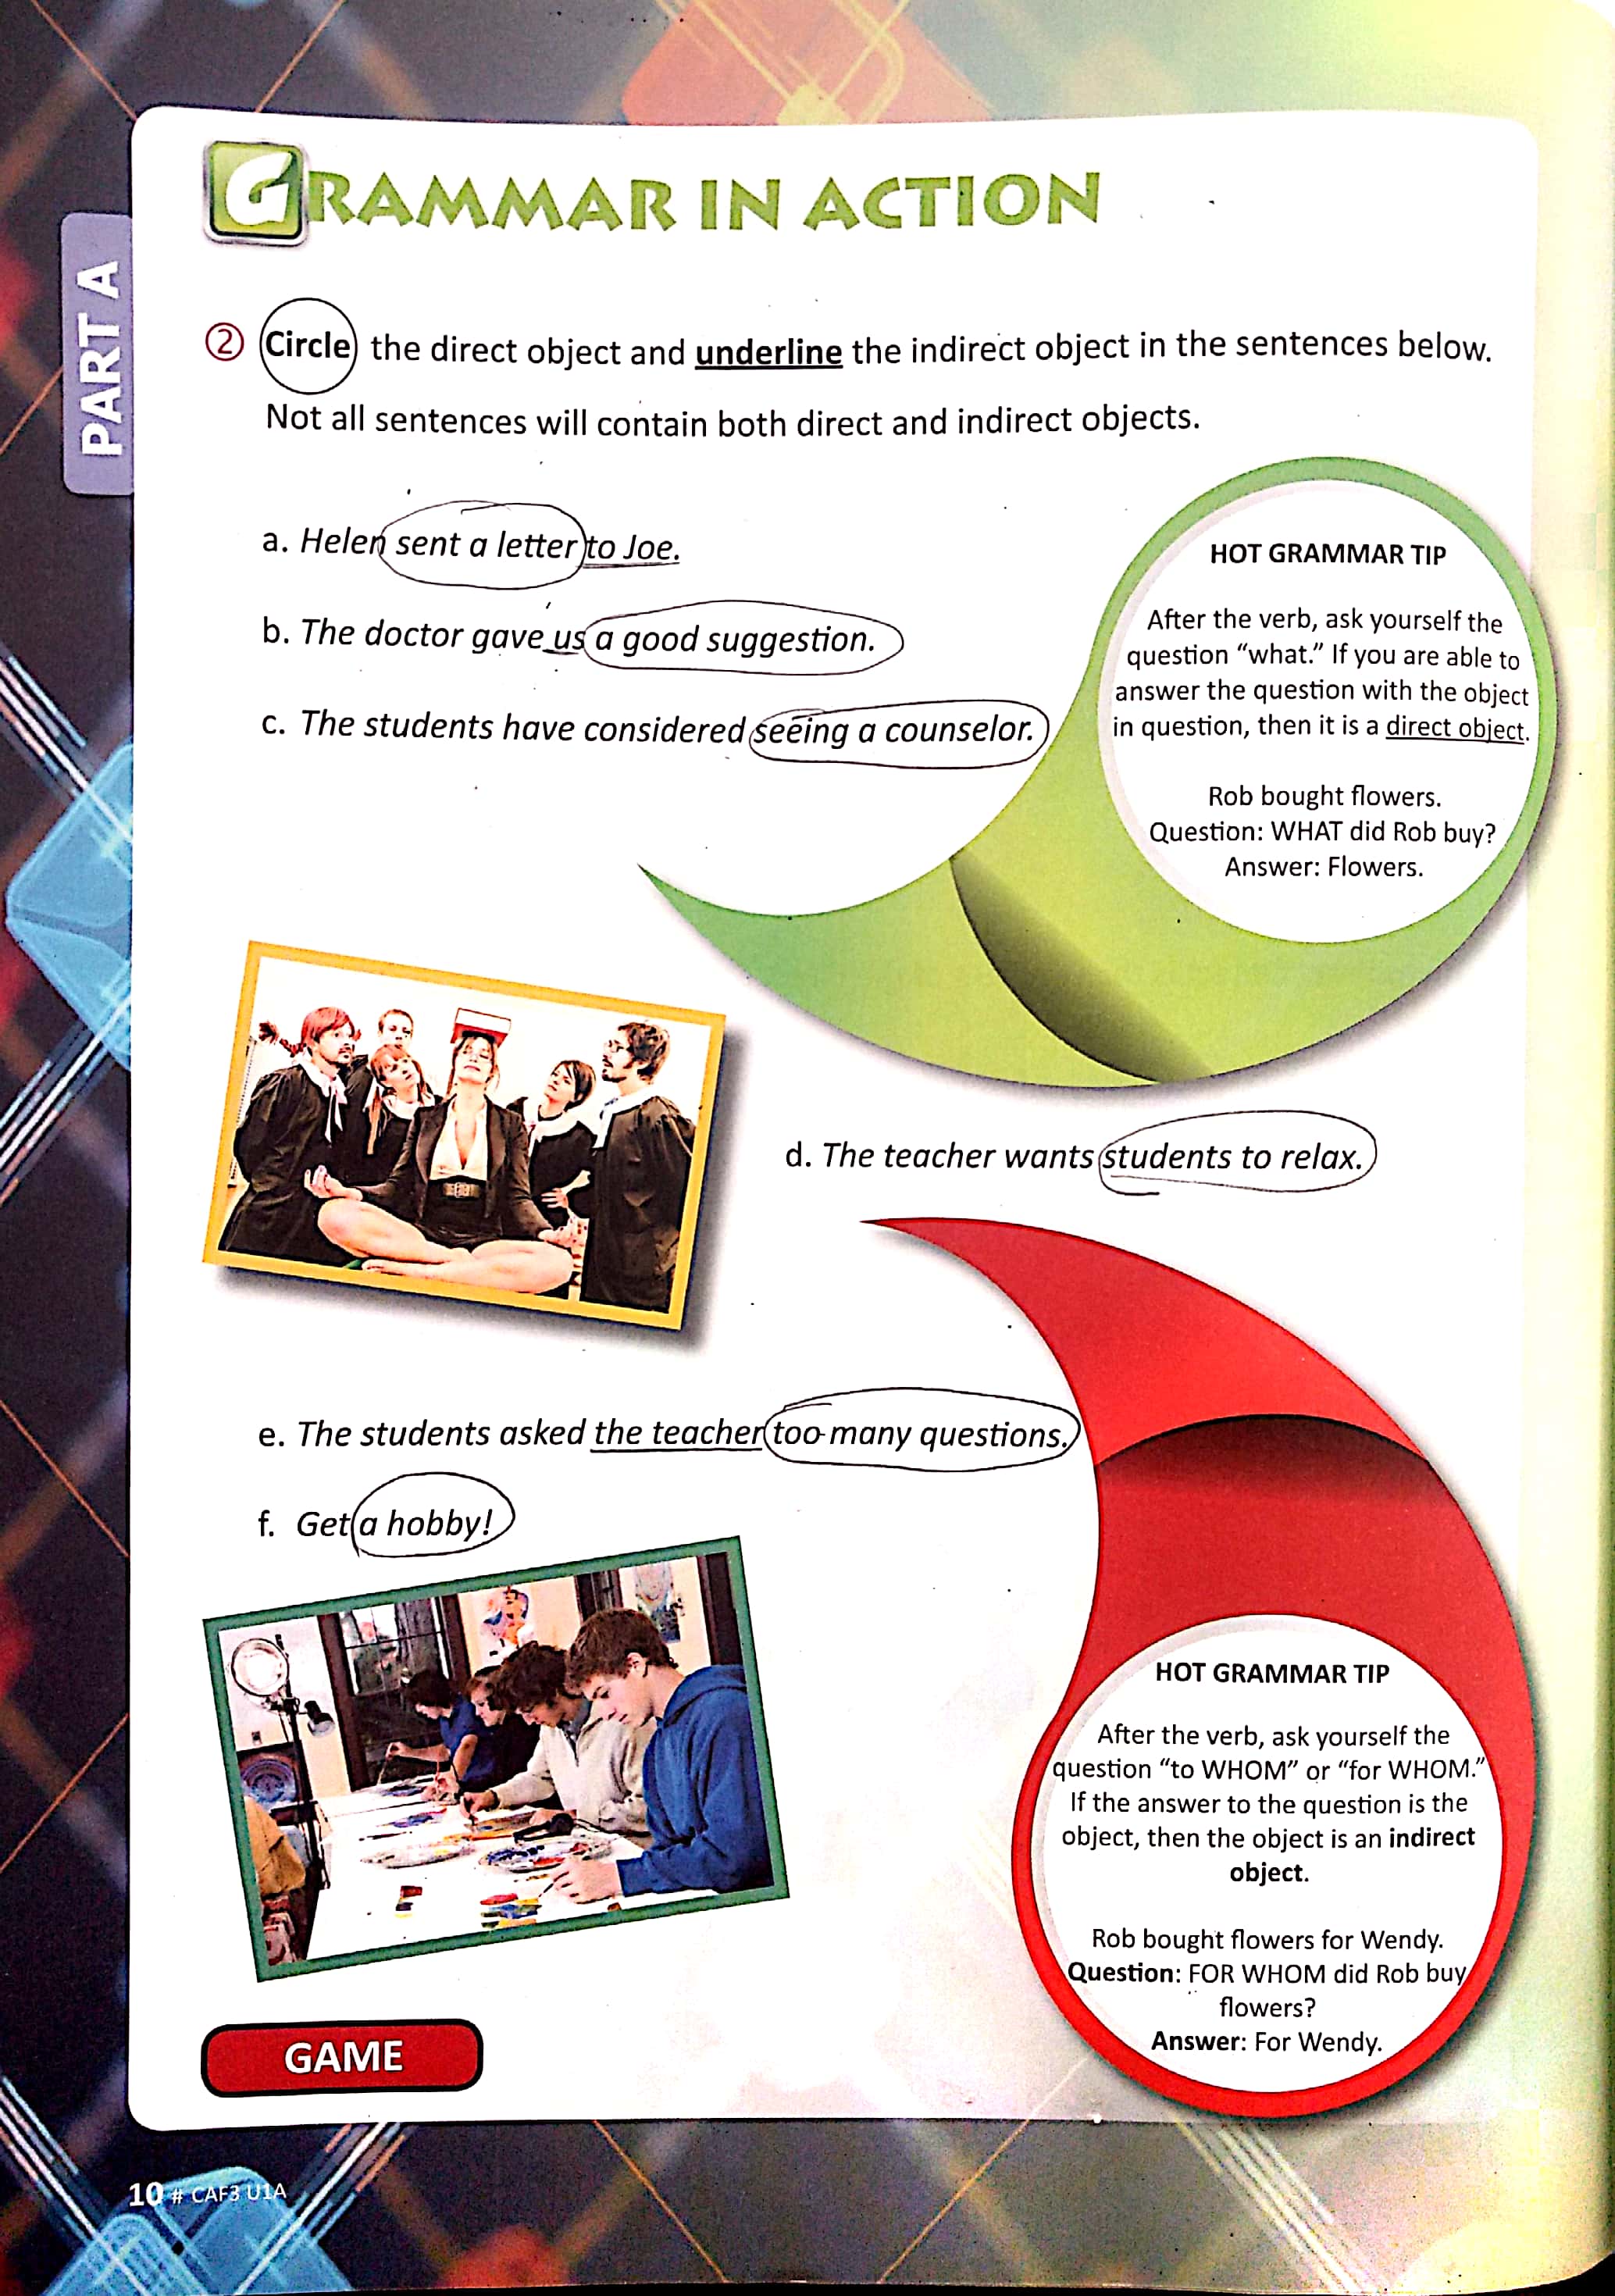 PART A
GRAMMAR IN ACTION
② Circle the direct object and underline the indirect object in the sentences below.
Not all sentences will contain both direct and indirect objects.
a. Helen sent a letter to Joe.
b. The doctor gave us a good suggestion.
c. The students have considered seeing a counselor.
HOT GRAMMAR TIP
After the verb, ask yourself the
question “what.” If you are able to
answer the question with the object
in question, then it is a direct object.
Rob bought flowers.
Question: WHAT did Rob buy?
Answer: Flowers.
d. The teacher wants students to relax.
e. The students asked the teacher too many questions.
f. Get a hobby!
HOT GRAMMAR TIP
After the verb, ask yourself the
question “to WHOM” or “for WHOM.”
If the answer to the question is the
object, then the object is an indirect
object.
Rob bought flowers for Wendy.
Question: FOR WHOM did Rob buy
flowers?
Answer: For Wendy.
GAME
10 # CAF3 U1A